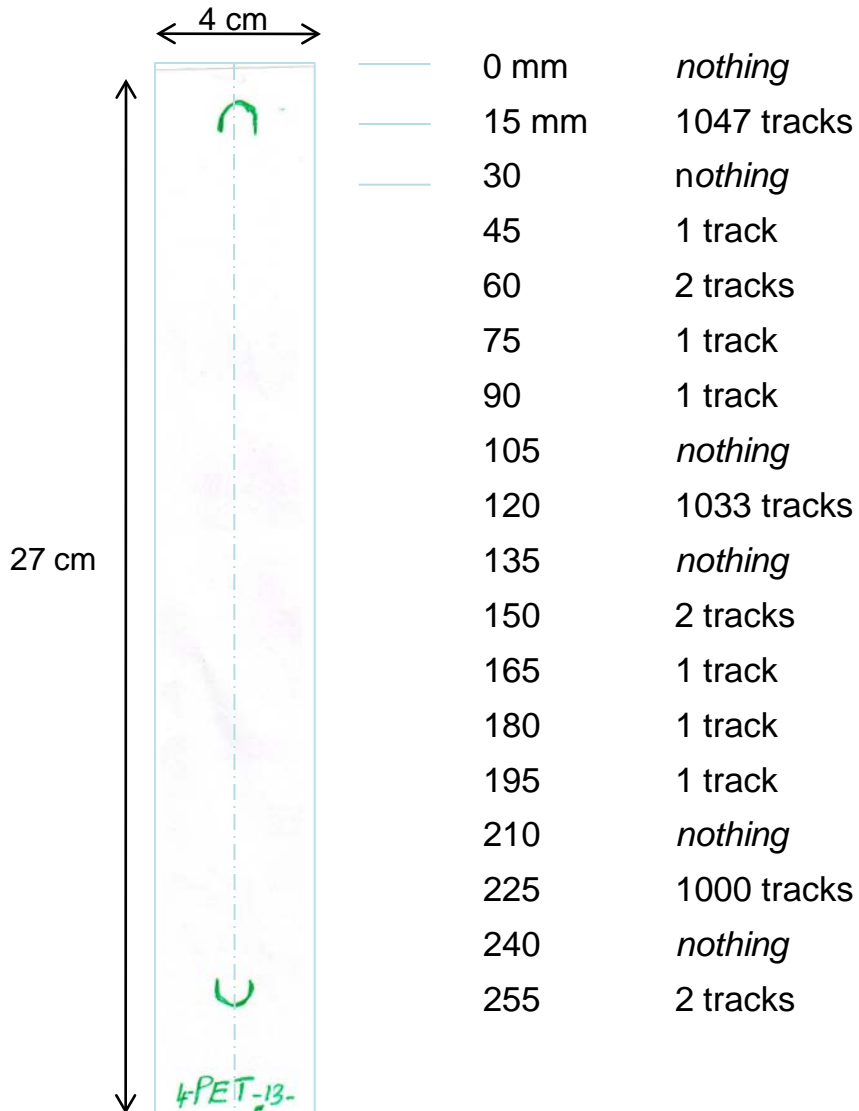 4 cm
0 mm nothing
15 mm 1047 tracks
30 nothing
45 1 track
60 2 tracks
75 1 track
90 1 track
105 nothing
120 1033 tracks
27 cm
135 nothing
150 2 tracks
165 1 track
180 1 track
195 1 track
210 nothing
225 1000 tracks
240 nothing
255 2 tracks
4-PET-13-